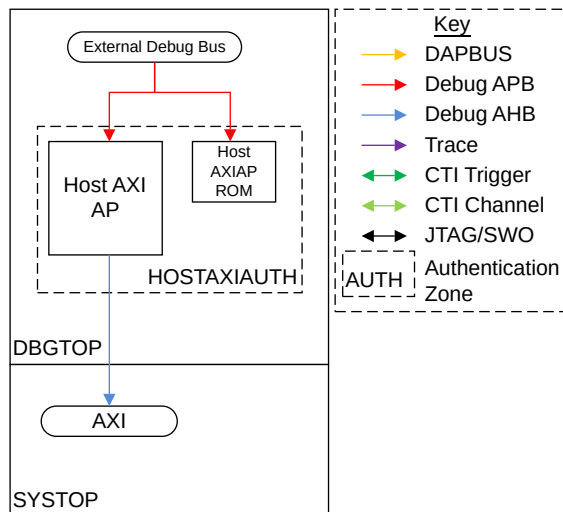 External Debug Bus
Host AXI
AP
Host
AXIAP
ROM
HOSTAXIAUTH
DBGTOP
AXI
SYSTOP
Key
DAPBUS
Debug APB
Debug AHB
Trace
CTI Trigger
CTI Channel
JTAG/SWO
AUTH
Authentication
Zone